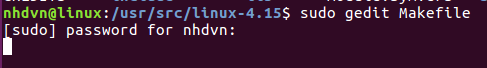 nhdvn@linux:/usr/src/linux-4.15$ sudo gedit Makefile
[sudo] password for nhdvn: